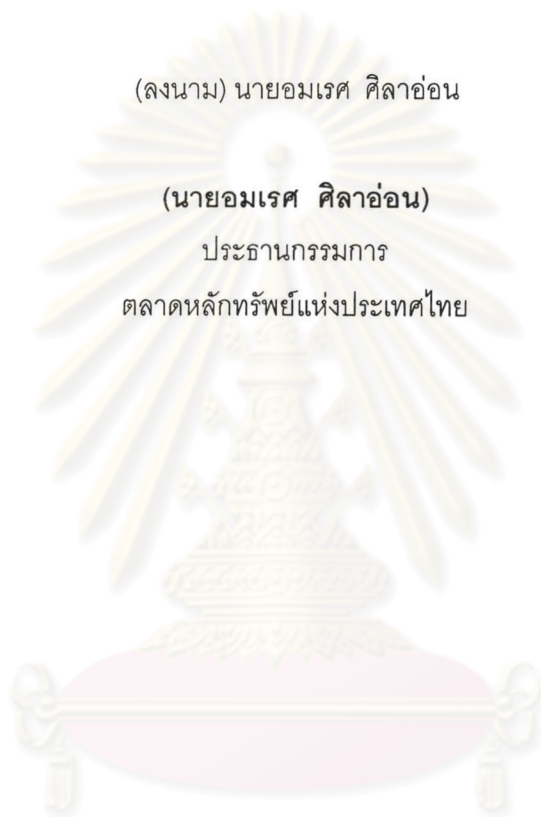 (ลงนาม) นายอมเรศ ศิลาอ่อน
(นายอมเรศ ศิลาอ่อน)
ประธานกรรมการ
ตลาดหลักทรัพย์แห่งประเทศไทย